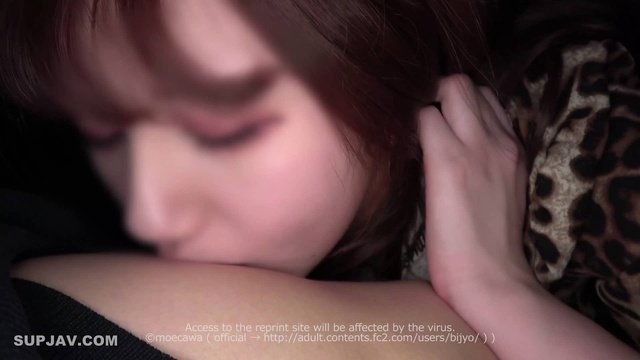 Access to the reprint site will be affected by the virus.
©moecawa ( official → http://adult.contents.fc2.com/users/bijyo/ ) )
SUPJAV.COM